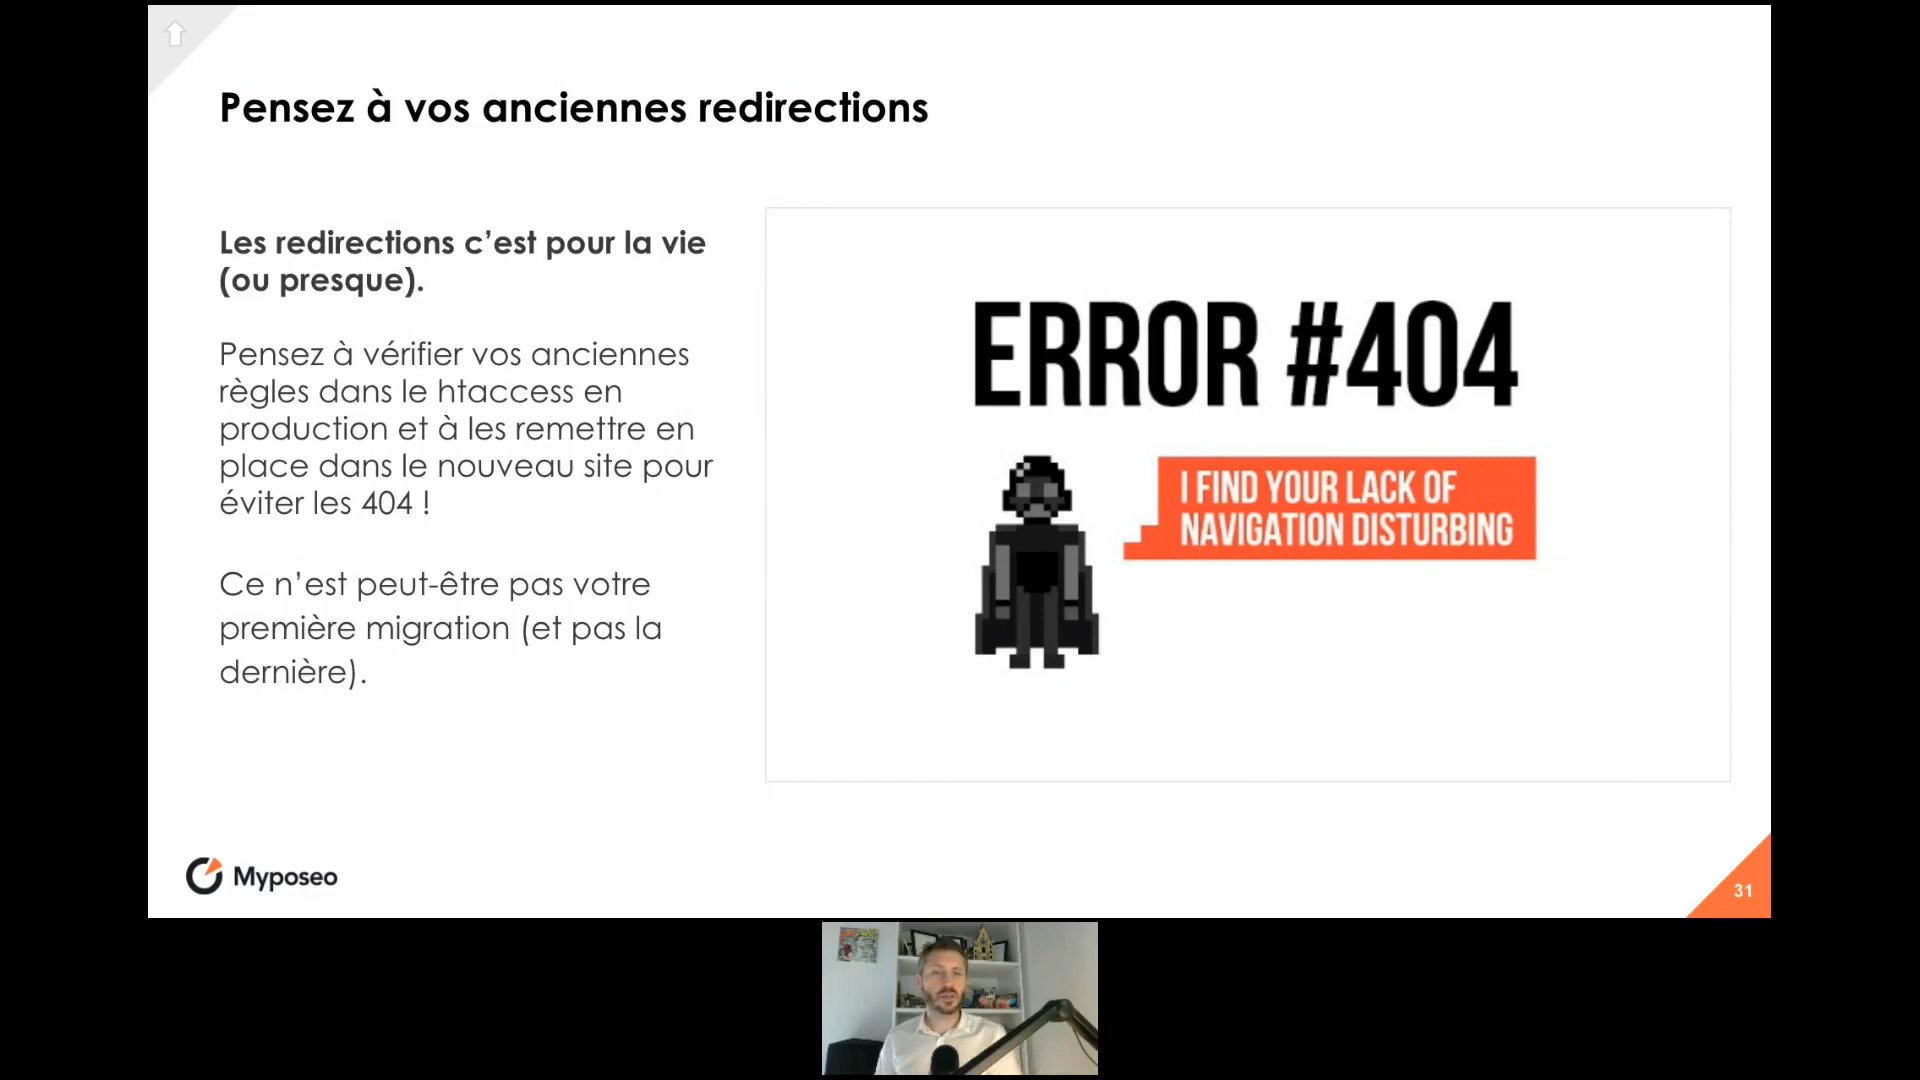 Pensez à vos anciennes redirections
Les redirections c’est pour la vie
(ou presque).
Pensez à vérifier vos anciennes
règles dans le htaccess en
production et à les remettre en
place dans le nouveau site pour
éviter les 404 !
Ce n’est peut-être pas votre
première migration (et pas la
dernière).
ERROR #404
I FIND YOUR LACK OF
NAVIGATION DISTURBING
Myposeo
31